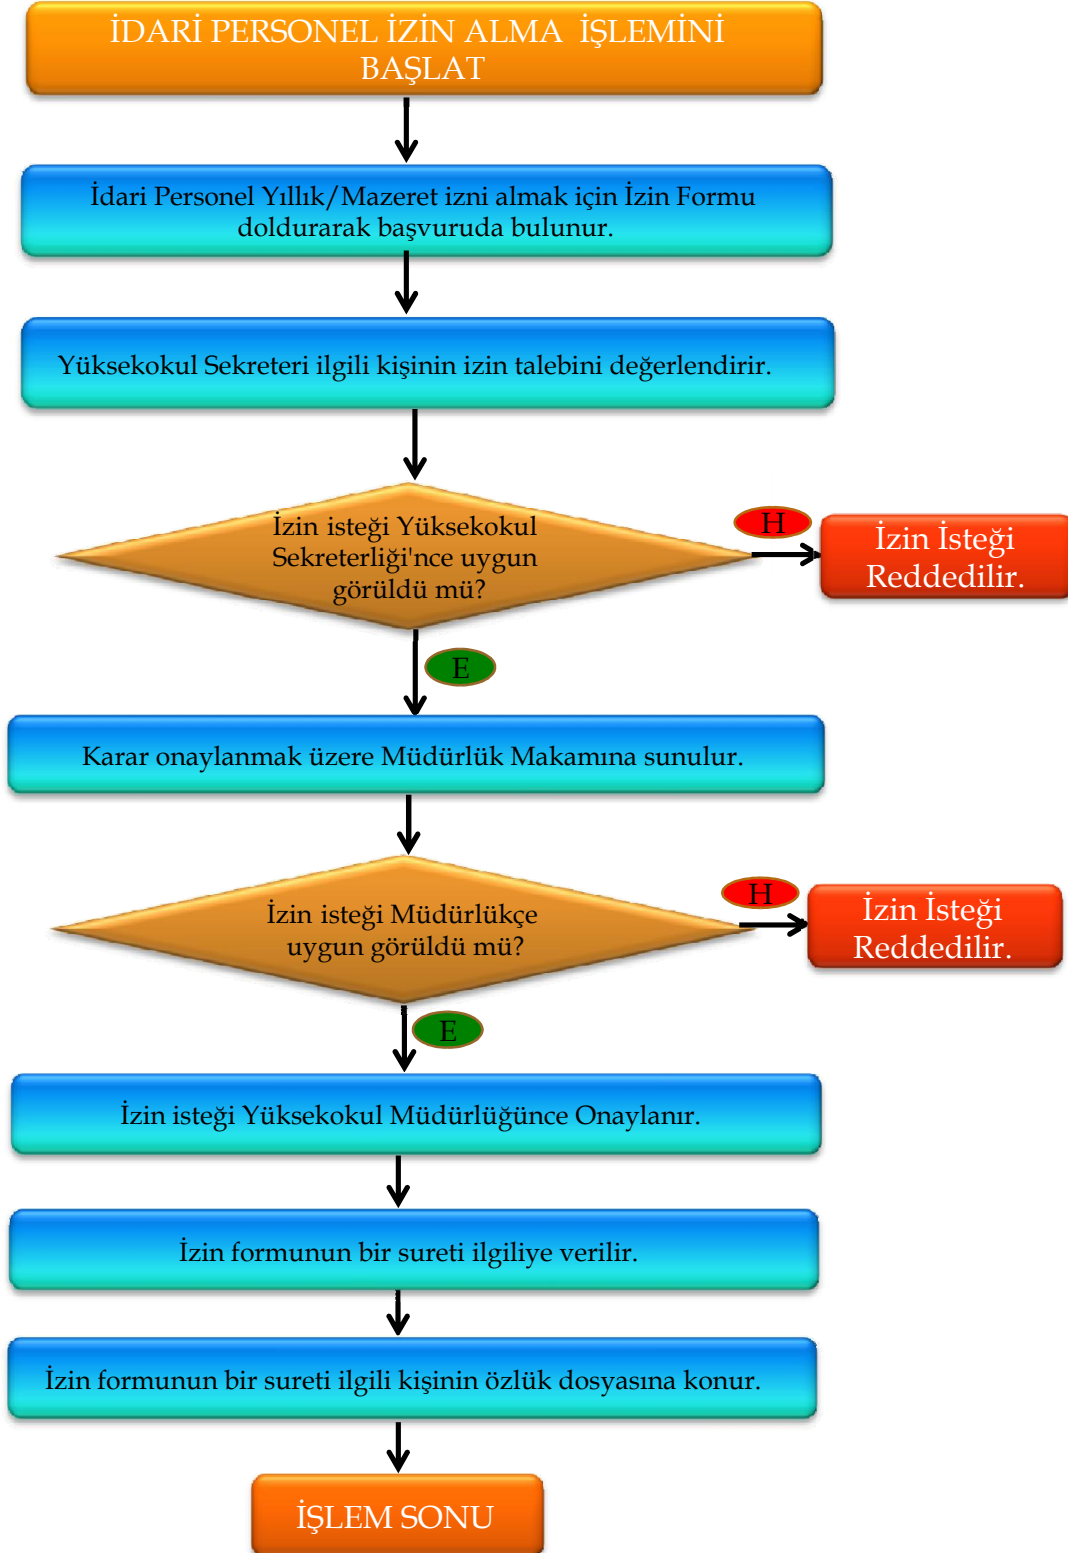 İDARİ PERSONEL İZİN ALMA İŞLEMİNİ
BAŞLAT
İdari Personel Yıllık/Mazeret izni almak için İzin Formu
doldurarak başvuruda bulunur.
Yüksekokul Sekreteri ilgili kişinin izin talebini değerlendirir.
İzin isteği Yüksekokul
Sekreterliği'nce uygun
görüldü mü?
H
İzin İsteği
Reddedilir.
E
Karar onaylanmak üzere Müdürlük Makamına sunulur.
İzin isteği Müdürlükçe
uygun görüldü mü?
H
İzin İsteği
Reddedilir.
E
İzin isteği Yüksekokul Müdürlüğünce Onaylanır.
İzin formunun bir sureti ilgiliye verilir.
İzin formunun bir sureti ilgili kişinin özlük dosyasına konur.
İŞLEM SONU